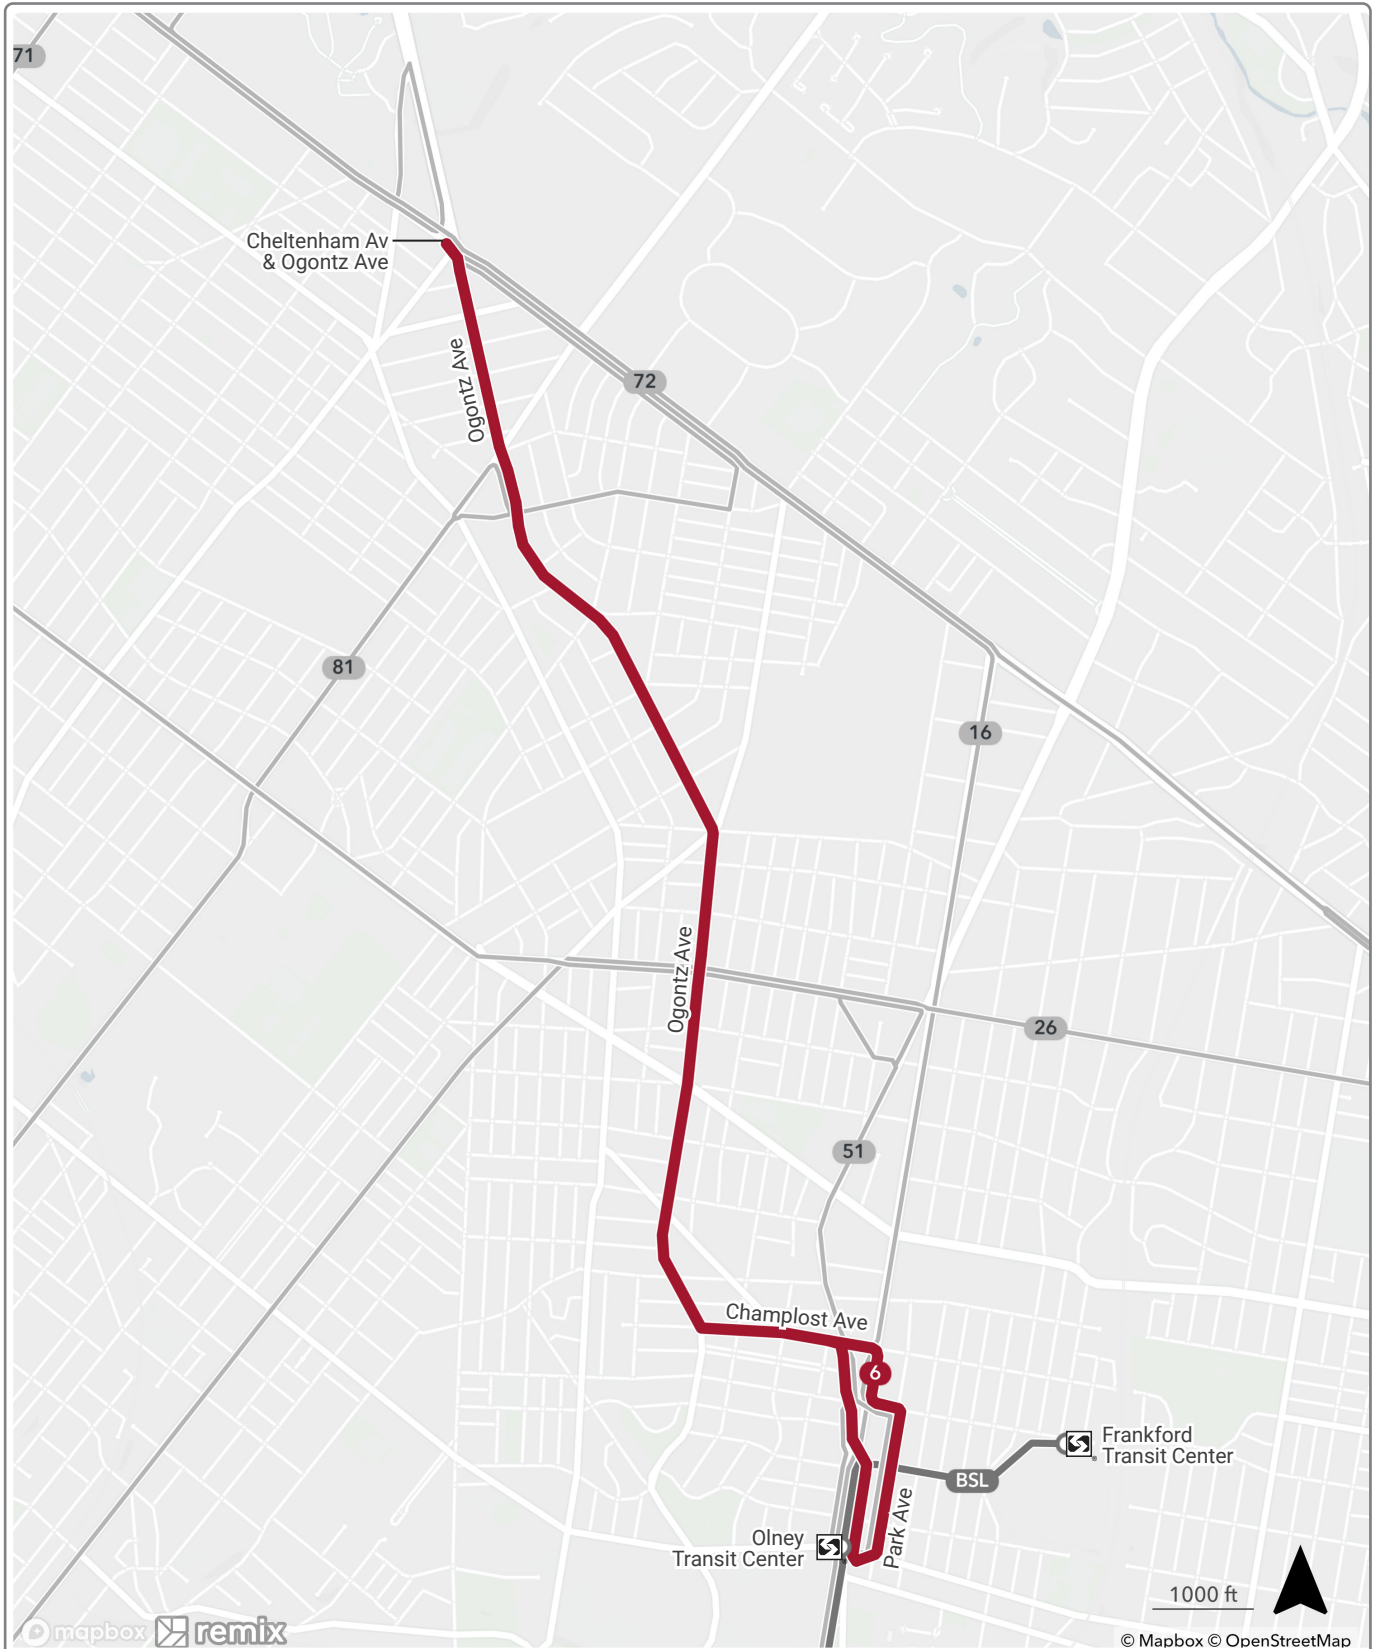 71
Cheltenham Av
& Ogontz Ave
Ogontz Ave
72
81
16
Ogontz Ave
26
51
Champlost Ave
6
Frankford
Transit Center
BSL
Park Ave
Olney
Transit Center
1000 ft
mapbox remix
© Mapbox © OpenStreetMap